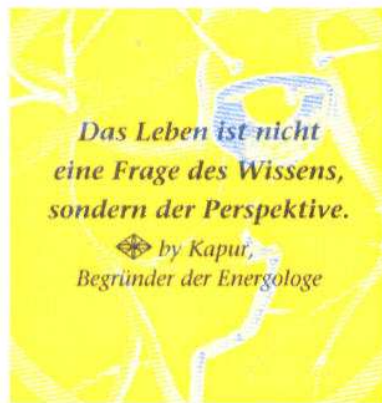 Das Leben ist nicht
eine Frage des Wissens,
sondern der Perspektive.
by Kapur,
Begründer der Energologe